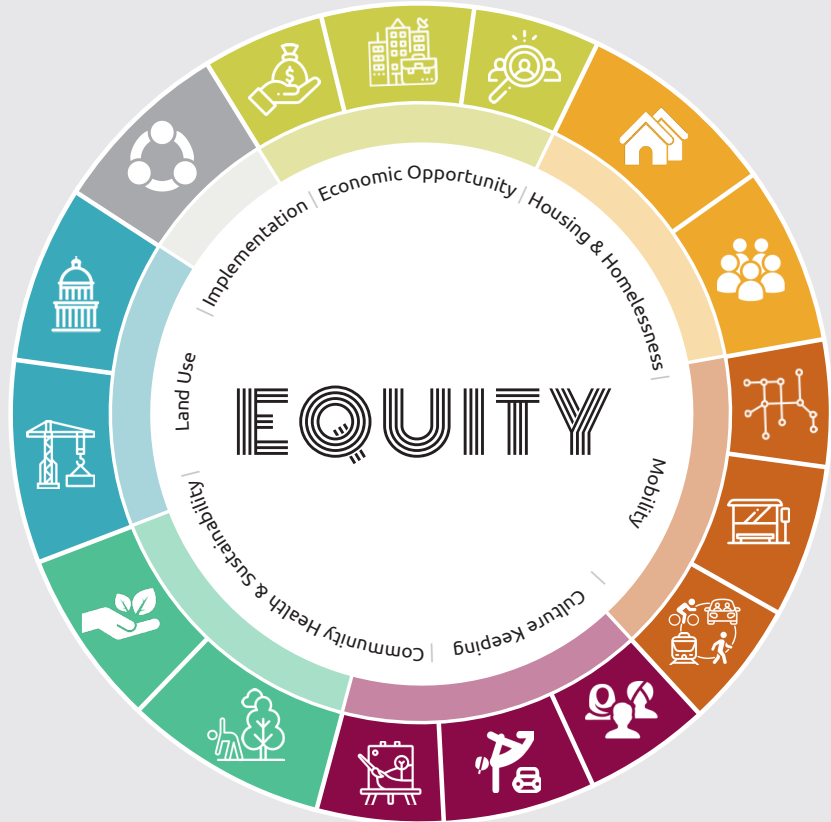 Economic Opportunity
Housing & Homelessness
Mobility
Culture Keeping
Community Health & Sustainability
Land Use
Implementation
EQUITY
$